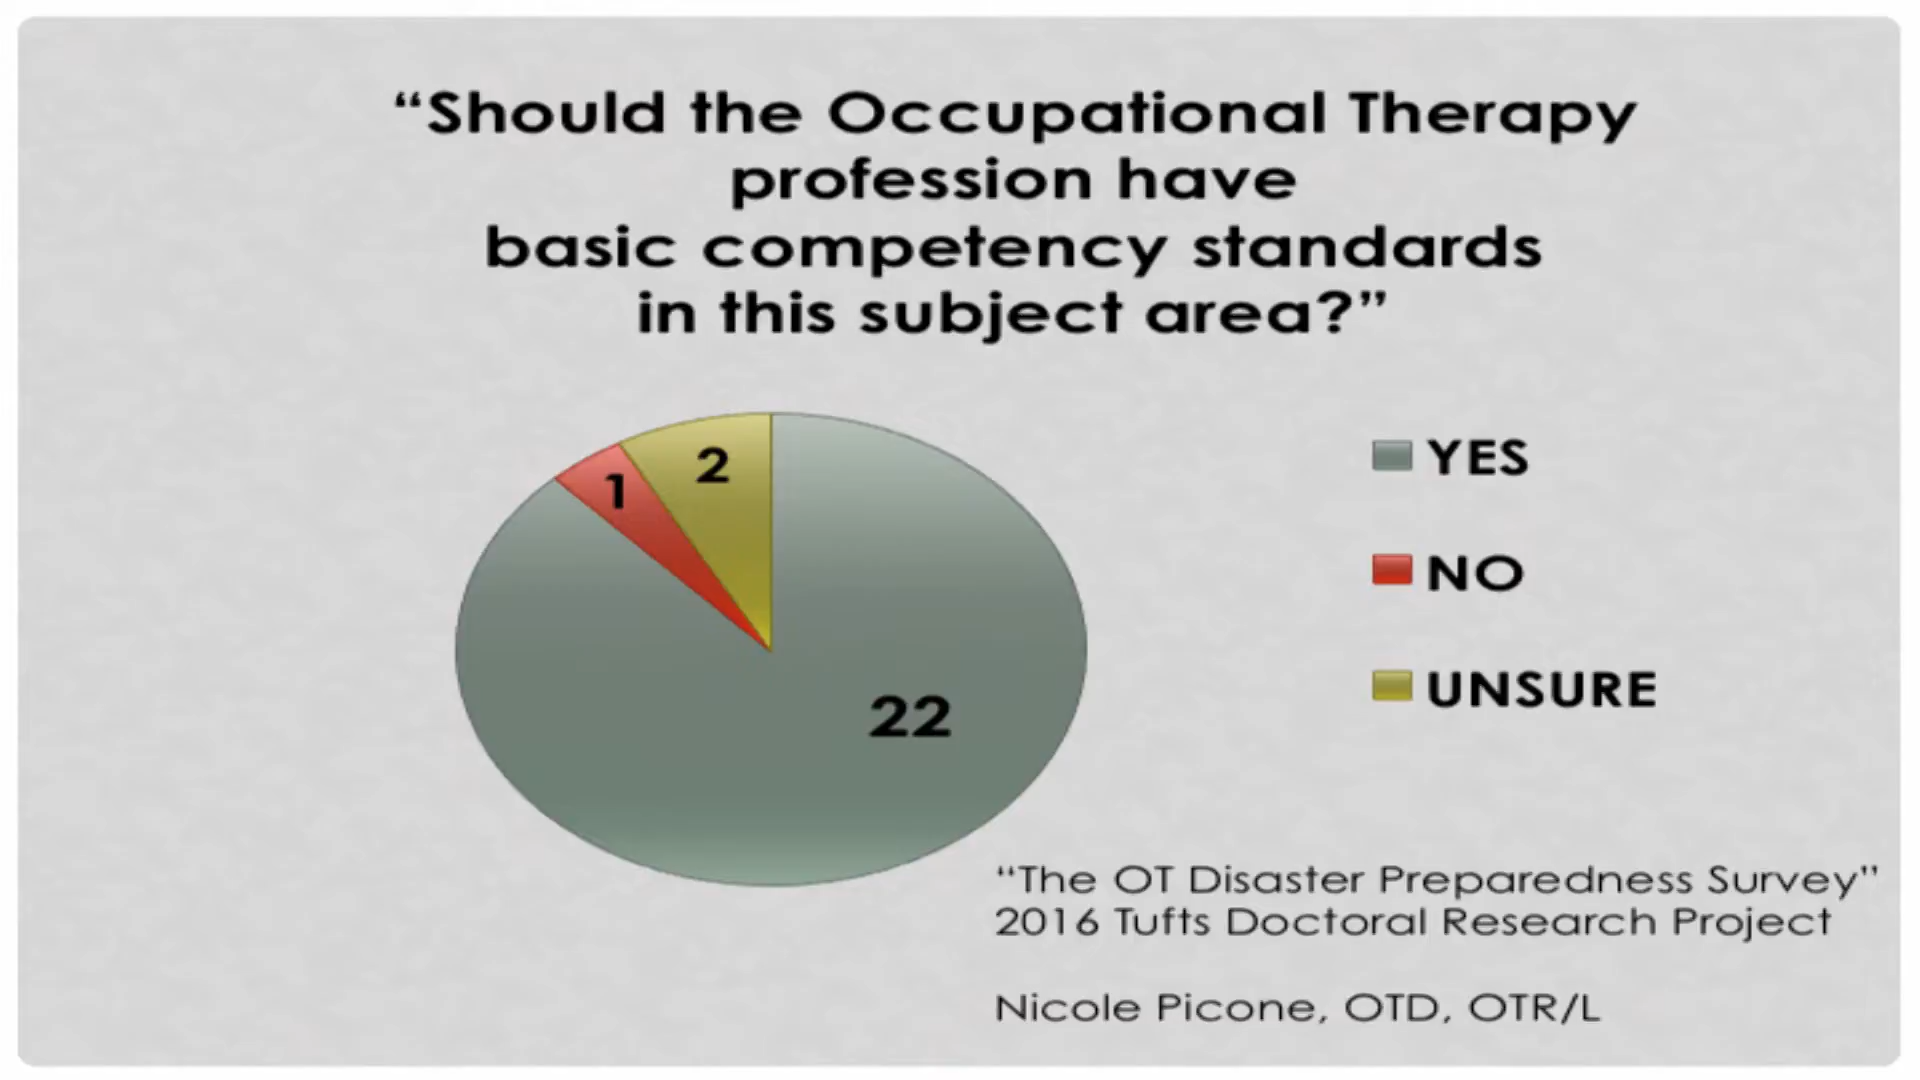 “Should the Occupational Therapy
profession have
basic competency standards
in this subject area?”
2
1
22
YES
NO
UNSURE
“The OT Disaster Preparedness Survey”
2016 Tufts Doctoral Research Project
Nicole Picone, OTD, OTR/L